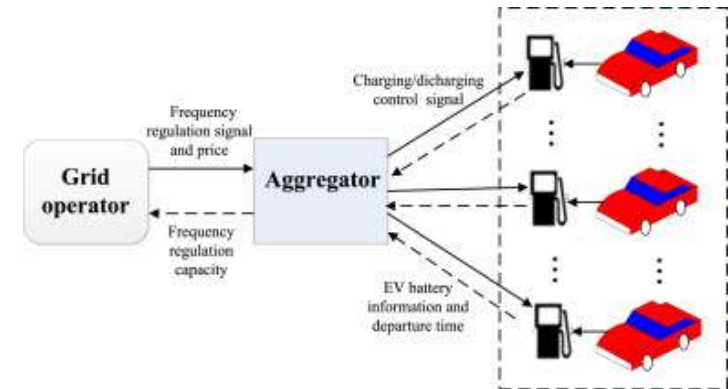 Charging/dicharging
control signal
Frequency
regulation signal
and price
Grid
operator
Aggregator
Frequency
regulation
capacity
EV battery
information and
departure time